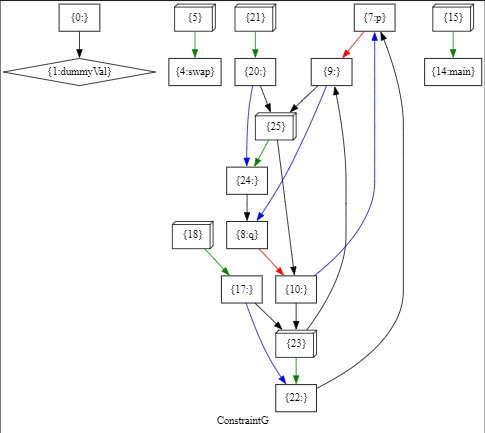 {0:}
{5}
{21}
{7:p}
{15}
{1:dummyVal}
{4:swap}
{20:}
{9:}
{14:main}
{25}
{24:}
{18}
{8:q}
{17:}
{10:}
{23}
{22:}
ConstraintG